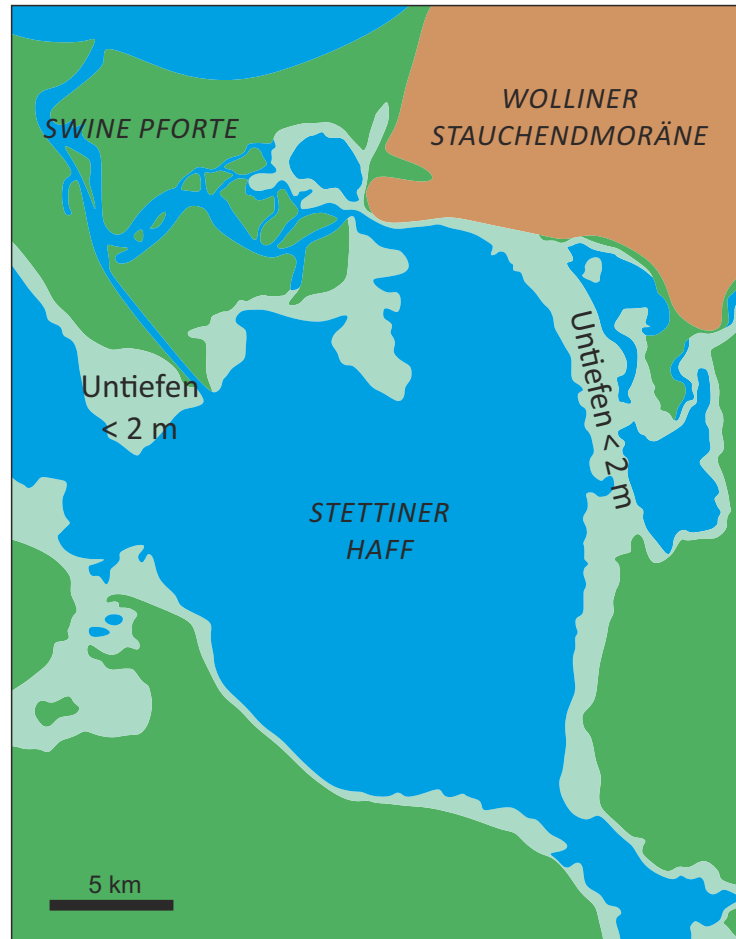 SWINE PFORTE
WOLLINER
STAUCHENDMORÄNE
Untiefen
< 2 m
Untiefen < 2 m
STETTINER
HAFF
5 km